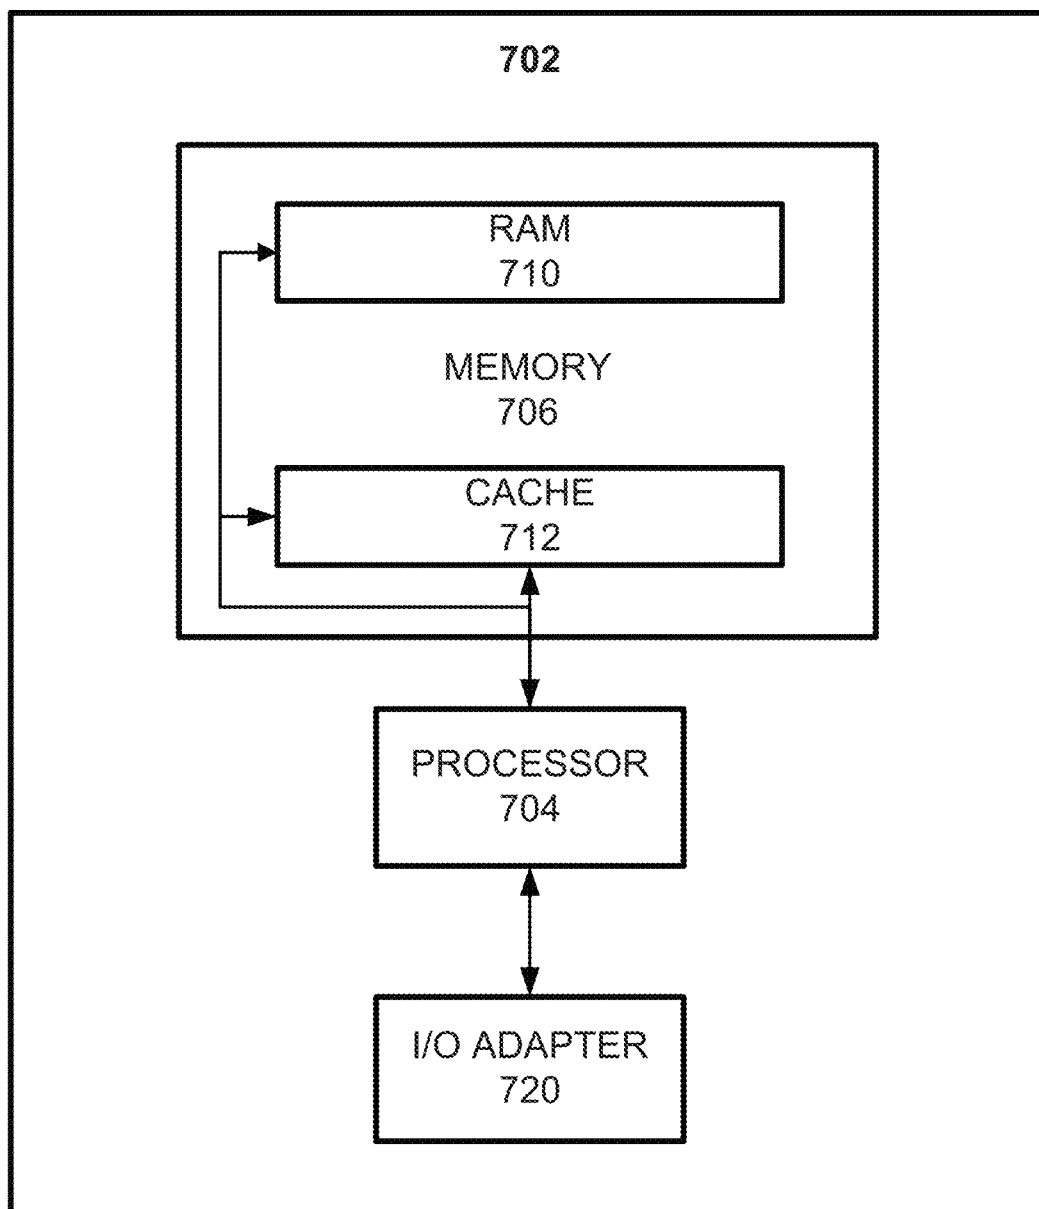 702
RAM
710
MEMORY
706
CACHE
712
PROCESSOR
704
I/O ADAPTER
720